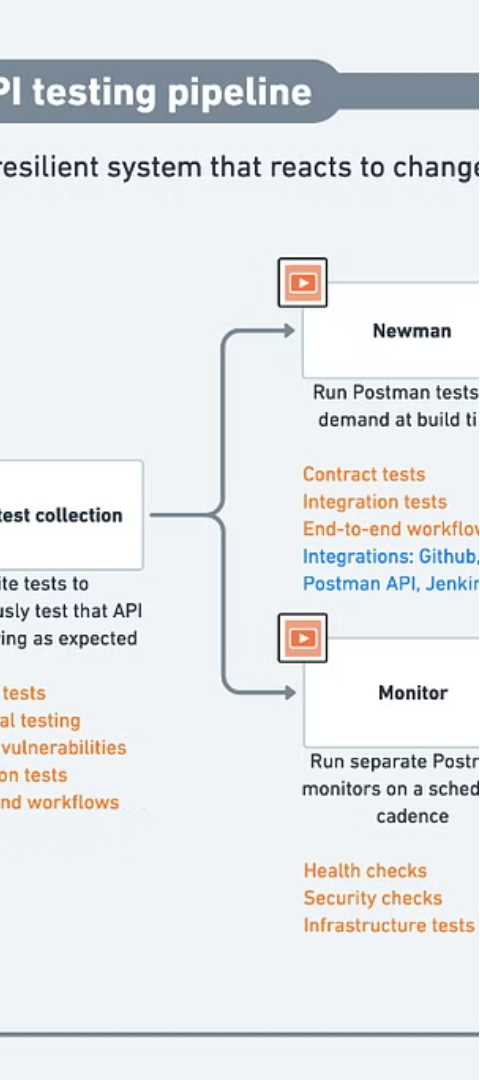 PI testing pipeline
resilient system that reacts to change
Newman
Run Postman tests
demand at build ti
Contract tests
Integration tests
End-to-end workflow
Integrations: Github,
Postman API, Jenkin
test collection
ite tests to
usly test that API
ring as expected
tests
al testing
vulnerabilities
on tests
nd workflows
Monitor
Run separate Postr
monitors on a sched
cadence
Health checks
Security checks
Infrastructure tests